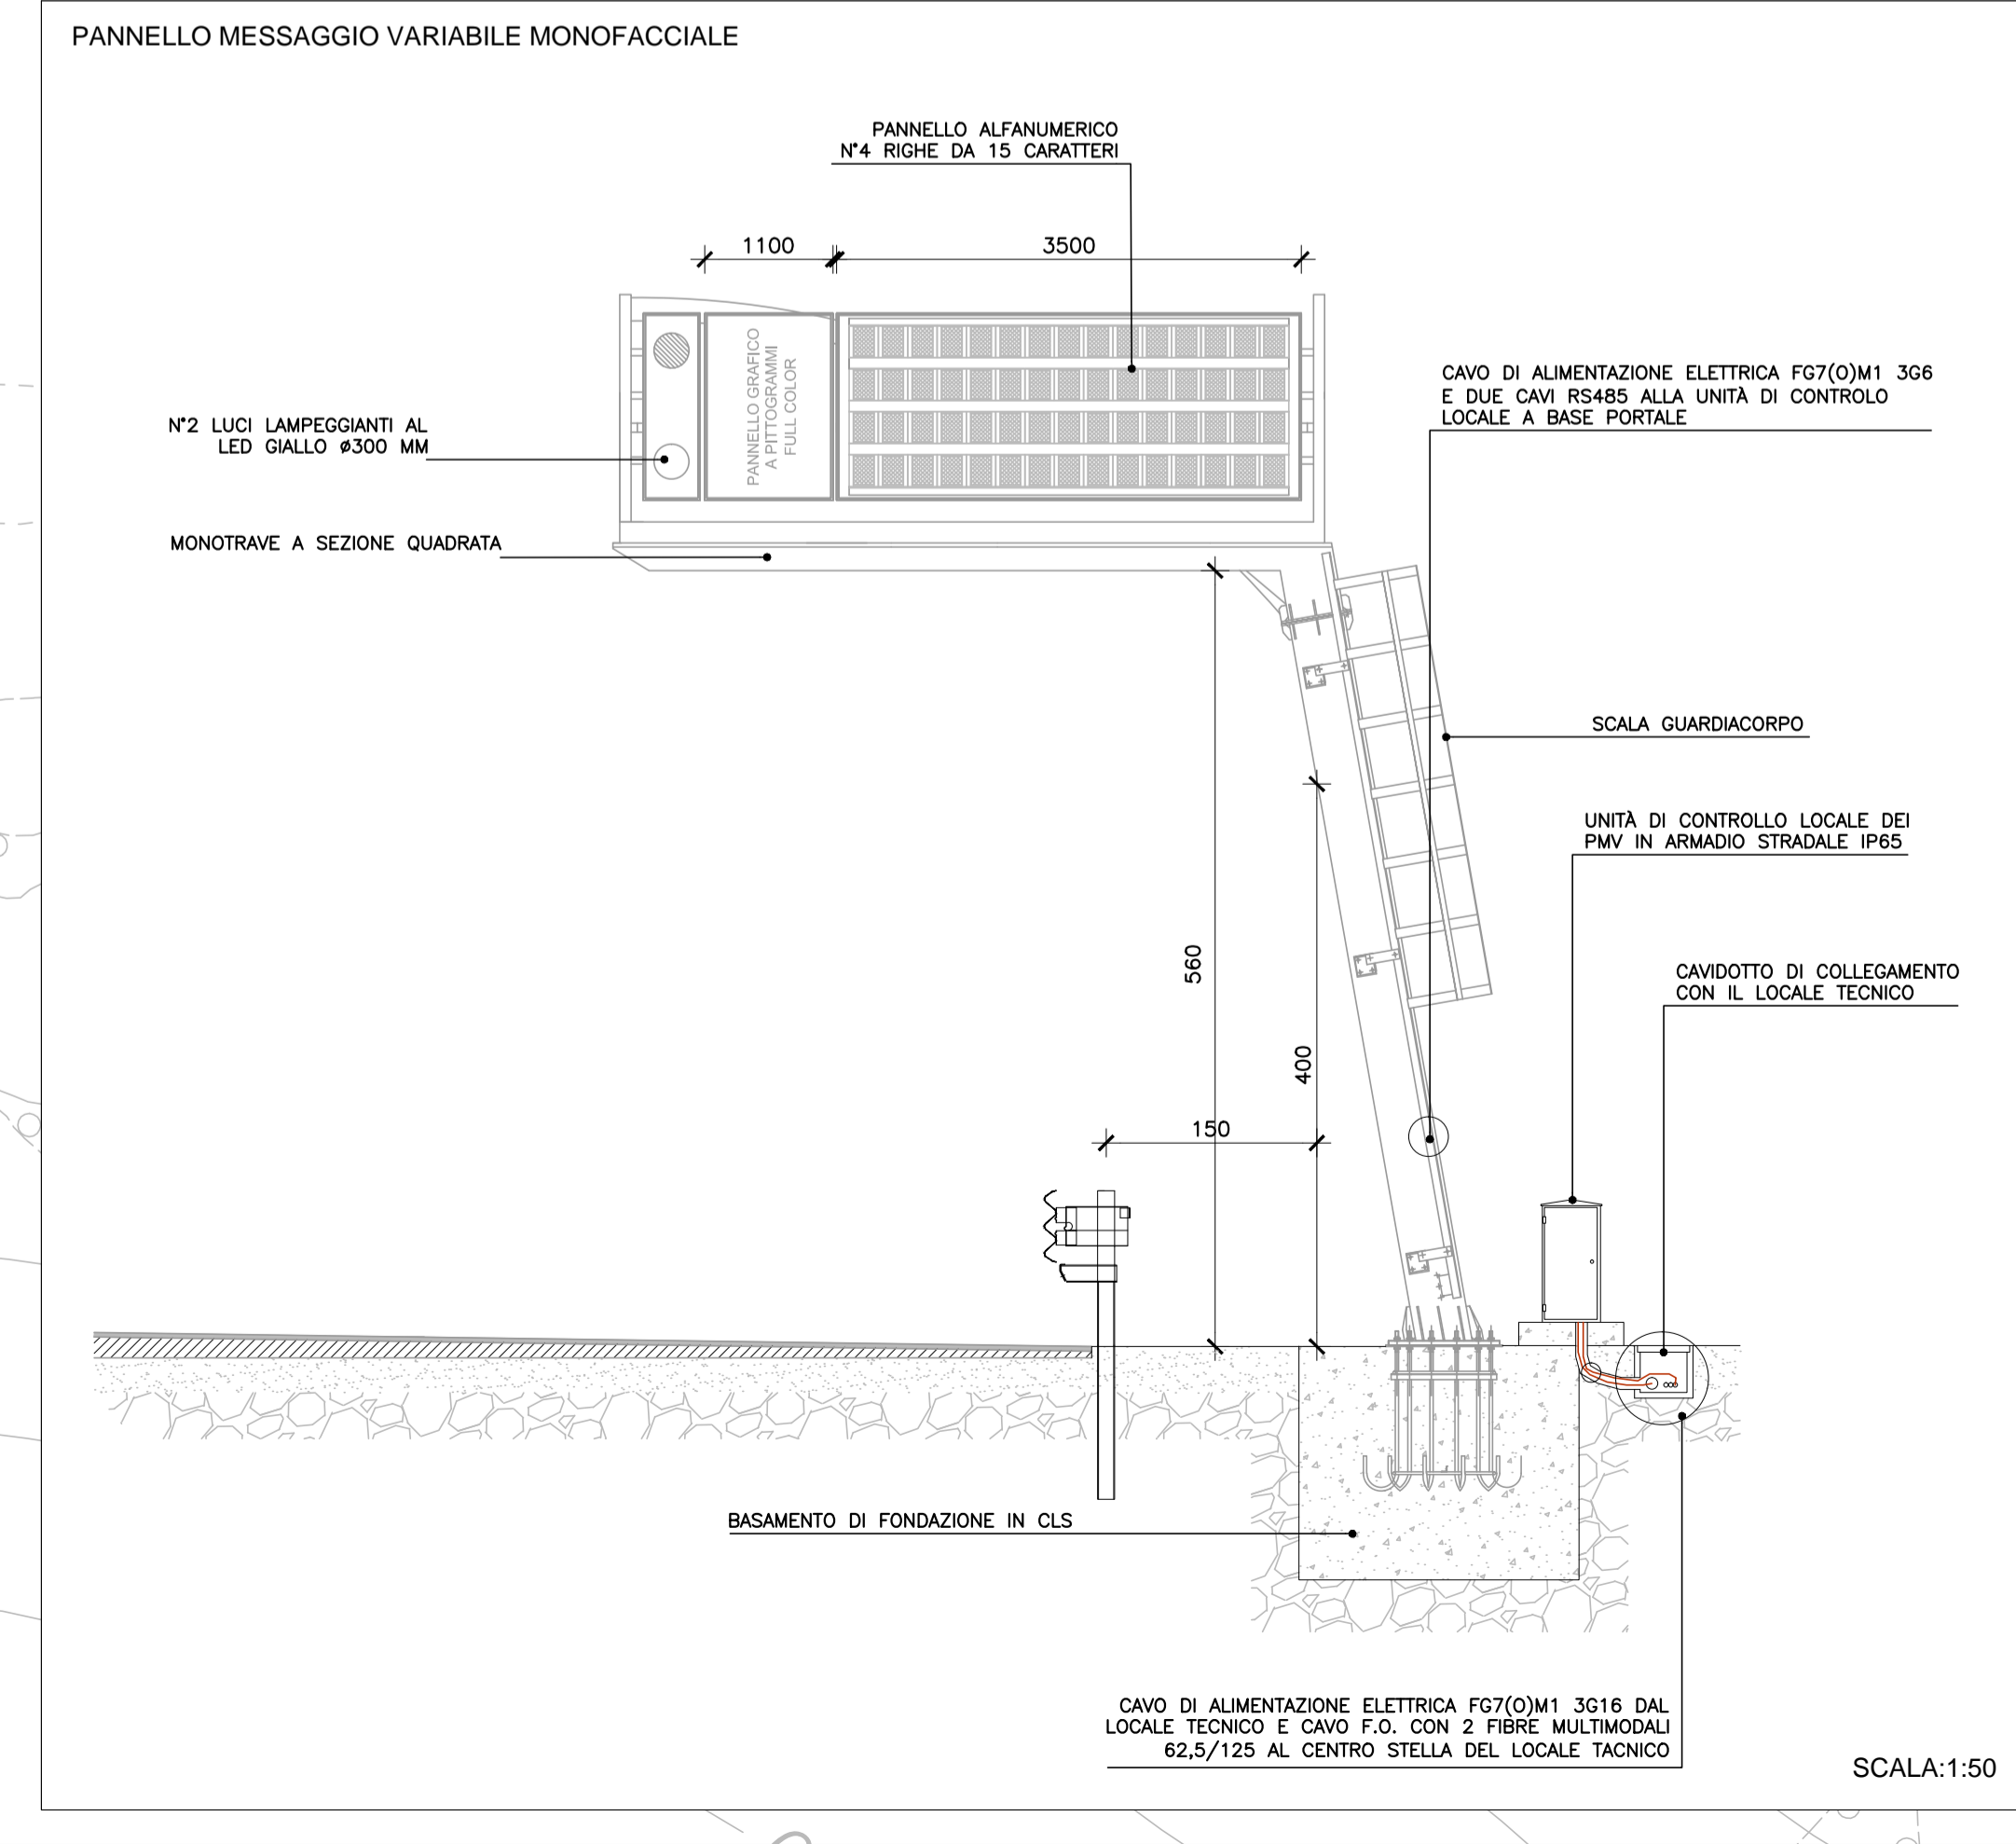 PANNELLO MESSAGGIO VARIABILE MONOFACCIALE
PANNELLO ALFANUMERICO
N°4 RIGHE DA 15 CARATTERI
1100
3500
PANNELLO GRAFICO
A PITTOGRAMMI
FULL COLOR
N°2 LUCI LAMPEGGIANTI AL
LED GIALLO ø300 MM
MONOTRAVE A SEZIONE QUADRATA
CAVO DI ALIMENTAZIONE ELETTRICA FG7(O)M1 3G6
E DUE CAVI RS485 ALLA UNITÀ DI CONTROLO
LOCALE A BASE PORTALE
SCALA GUARDIACORPO
UNITÀ DI CONTROLLO LOCALE DEI
PMV IN ARMADIO STRADALE IP65
560
CAVIDOTTO DI COLLEGAMENTO
CON IL LOCALE TECNICO
400
150
BASAMENTO DI FONDAZIONE IN CLS
CAVO DI ALIMENTAZIONE ELETTRICA FG7(O)M1 3G16 DAL
LOCALE TECNICO E CAVO F.O. CON 2 FIBRE MULTIMODALI
62,5/125 AL CENTRO STELLA DEL LOCALE TACNICO
SCALA:1:50